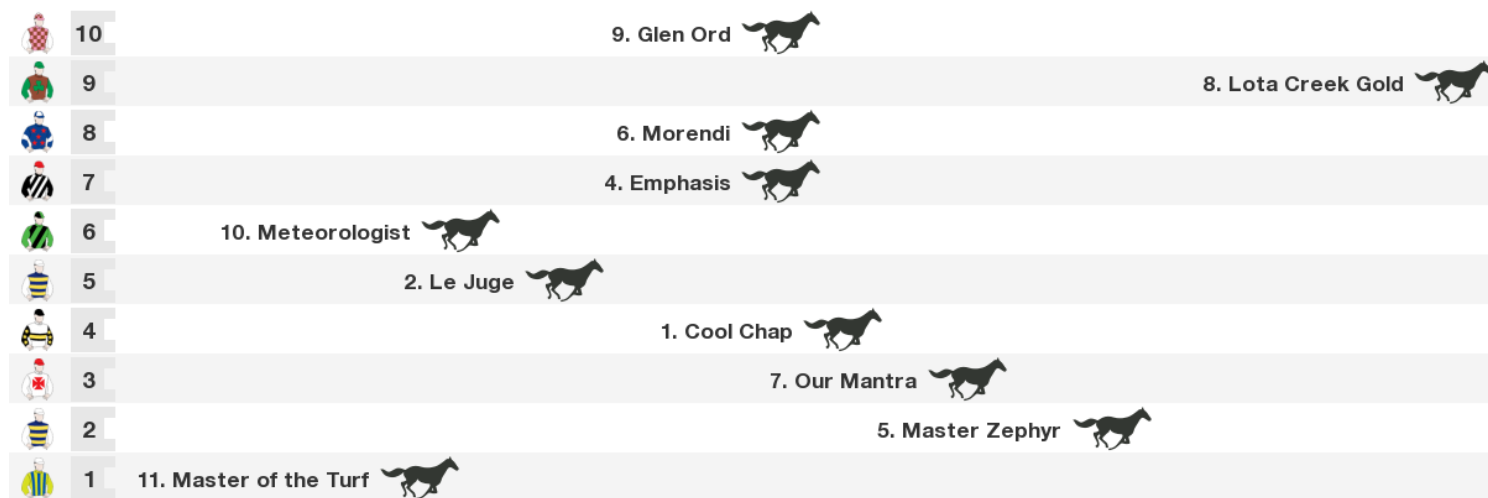 10 9. Glen Ord
9 8. Lota Creek Gold
8 6. Morendi
7 4. Emphasis
6 10. Meteorologist
5 2. Le Juge
4 1. Cool Chap
3 7. Our Mantra
2 5. Master Zephyr
1 11. Master of the Turf